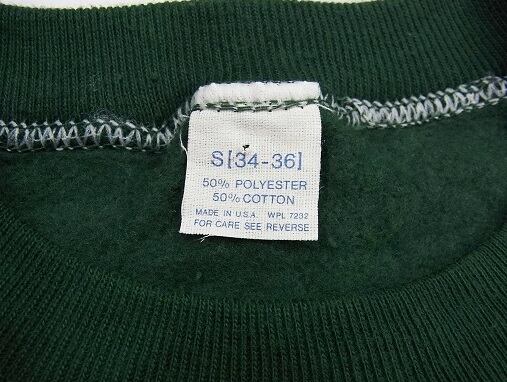 S[34-36]
50% POLYESTER
50% COTTON
MADE IN U.S.A. WPL 7232
FOR CARE SEE REVERSE